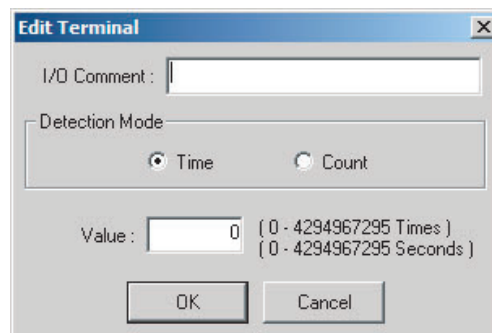 Edit Terminal
I/O Comment :
Detection Mode
Time Count
Value : 0 ( 0 - 4294967295 Times )
( 0 - 4294967295 Seconds )
OK Cancel